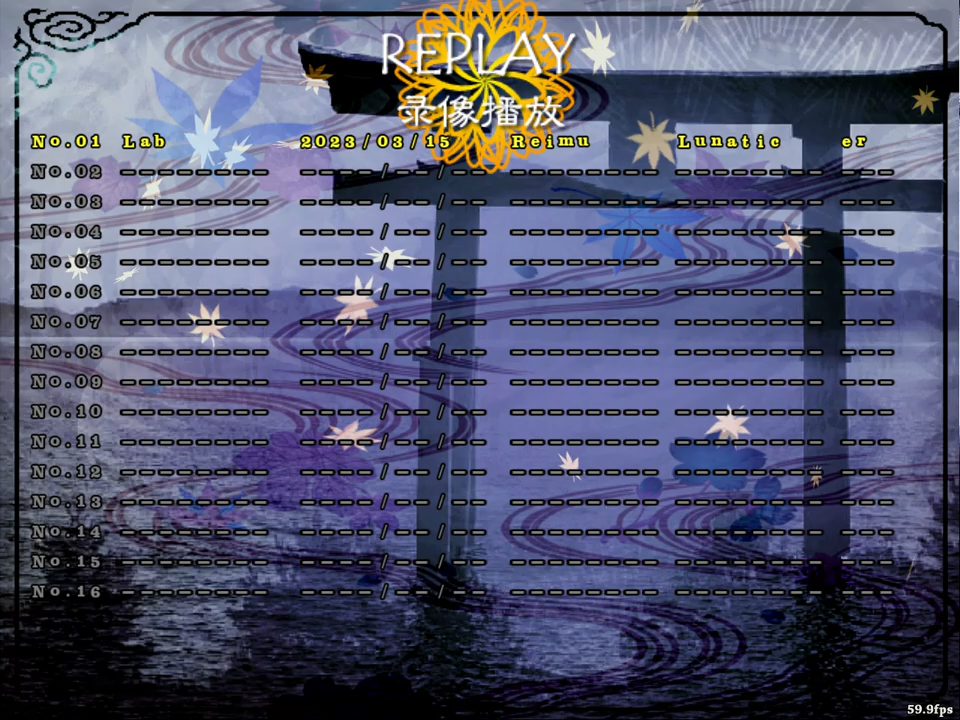 REPLAY
录像播放
No.01 Lab 2023/03/15 Reimu Lunatic er
No.02 --------- -----/--/-- --------- --------- ---
No.03 --------- -----/--/-- --------- --------- ---
No.04 --------- -----/--/-- --------- --------- ---
No.05 --------- -----/--/-- --------- --------- ---
No.06 --------- -----/--/-- --------- --------- ---
No.07 --------- -----/--/-- --------- --------- ---
No.08 --------- -----/--/-- --------- --------- ---
No.09 --------- -----/--/-- --------- --------- ---
No.10 --------- -----/--/-- --------- --------- ---
No.11 --------- -----/--/-- --------- --------- ---
No.12 --------- -----/--/-- --------- --------- ---
No.13 --------- -----/--/-- --------- --------- ---
No.14 --------- -----/--/-- --------- --------- ---
No.15 --------- -----/--/-- --------- --------- ---
No.16 --------- -----/--/-- --------- --------- ---
59.9fps